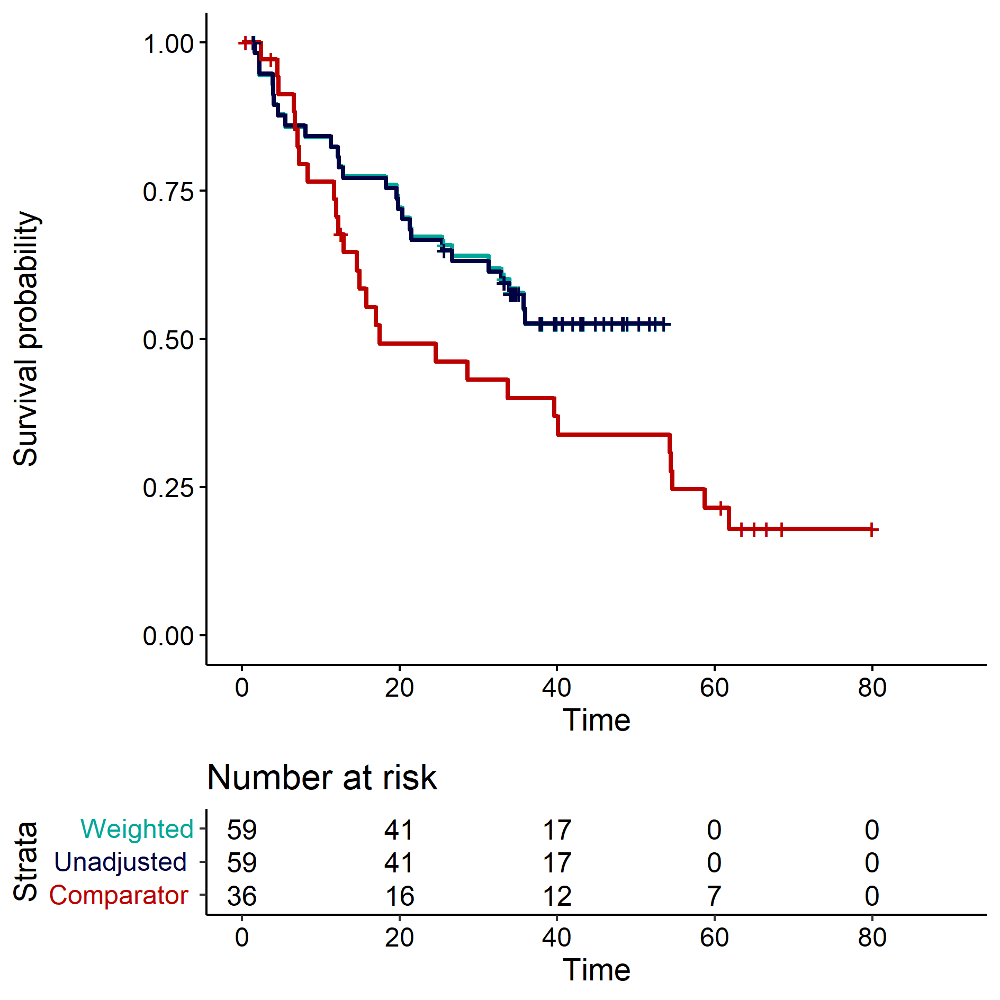 Survival probability
1.00
0.75
0.50
0.25
0.00
0 20 40 60 80
Time
Number at risk
Strata
Weighted 59 41 17 0 0
Unadjusted 59 41 17 0 0
Comparator 36 16 12 7 0
0 20 40 60 80
Time